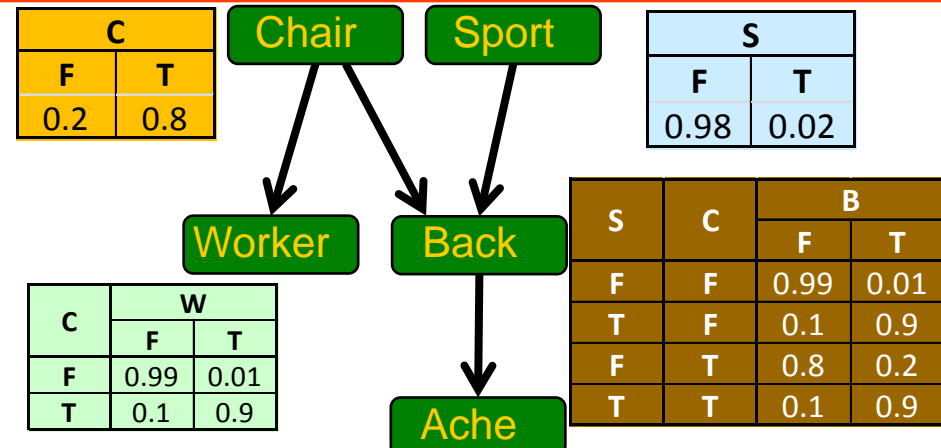 C
F T
0.2 0.8
Chair
Sport
S
F T
0.98 0.02
Worker
Back
C W
F T
F 0.99 0.01
T 0.1 0.9
S C B
F T
F F 0.99 0.01
T F 0.1 0.9
F T 0.8 0.2
T T 0.1 0.9
Ache